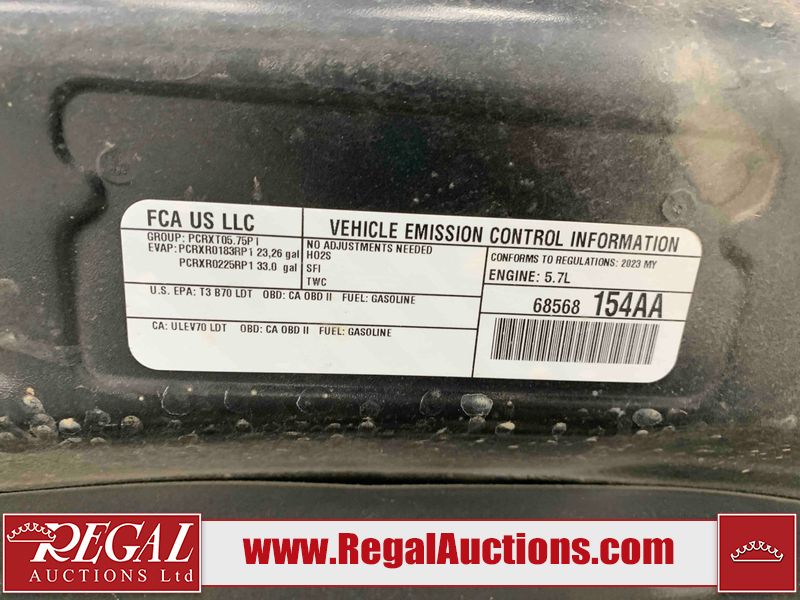 FCA US LLC
GROUP: PCRXT05.75P I
EVAP: PCRXR0183RP1 23,26 gal
PCRXR0225RP1 33.0 gal
VEHICLE EMISSION CONTROL INFORMATION
NO ADJUSTMENTS NEEDED
HO2S
SFI
TWC
CONFORMS TO REGULATIONS: 2023 MY
ENGINE: 5.7L
U.S. EPA: T3 B70 LDT OBD: CA OBD II FUEL: GASOLINE
CA: ULEV70 LDT OBD: CA OBD II FUEL: GASOLINE
68568 154AA
REGAL
AUCTIONS Ltd
www.RegalAuctions.com